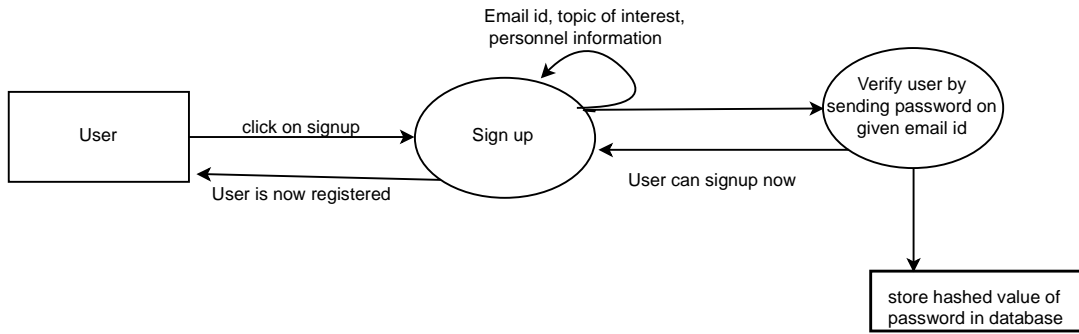 Email id, topic of interest,
personnel information
User
click on signup
Sign up
Verify user by
sending password on
given email id
User is now registered
User can signup now
store hashed value of
password in database